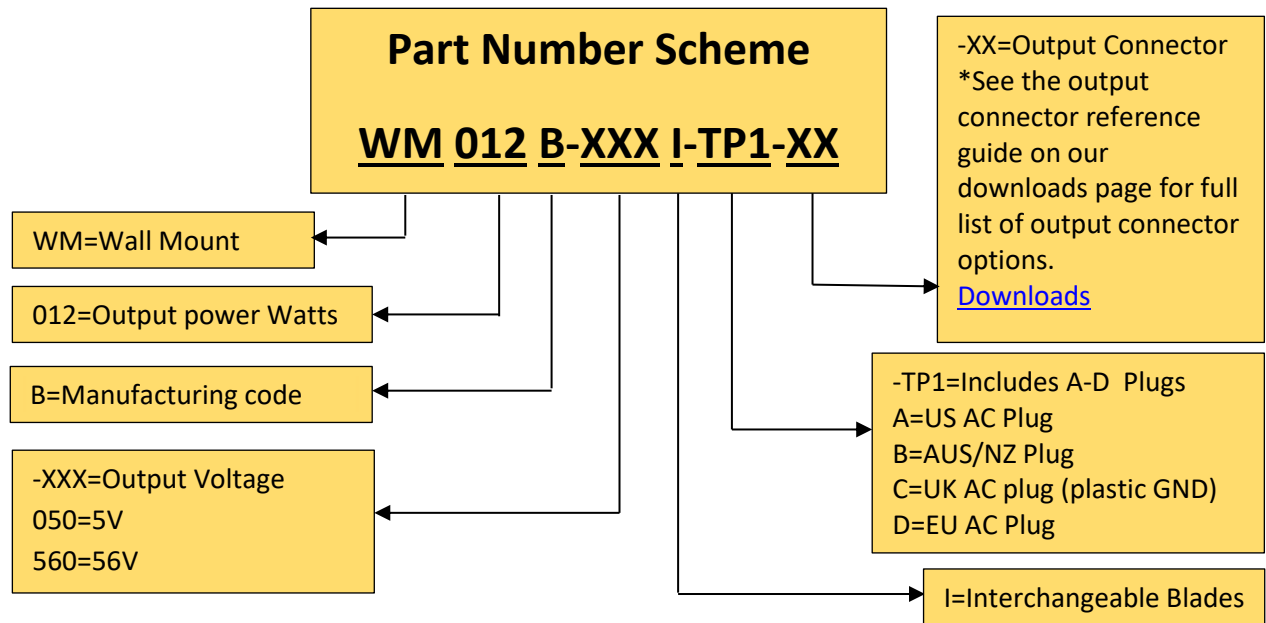 Part Number Scheme
WM 012 B-XXX I-TP1-XX
WM=Wall Mount
012=Output power Watts
B=Manufacturing code
-XXX=Output Voltage
050=5V
560=56V
-XX=Output Connector
*See the output
connector reference
guide on our
downloads page for full
list of output connector
options.
Downloads
-TP1=Includes A-D  Plugs
A=US AC Plug
B=AUS/NZ Plug
C=UK AC plug (plastic GND)
D=EU AC Plug
I=Interchangeable Blades